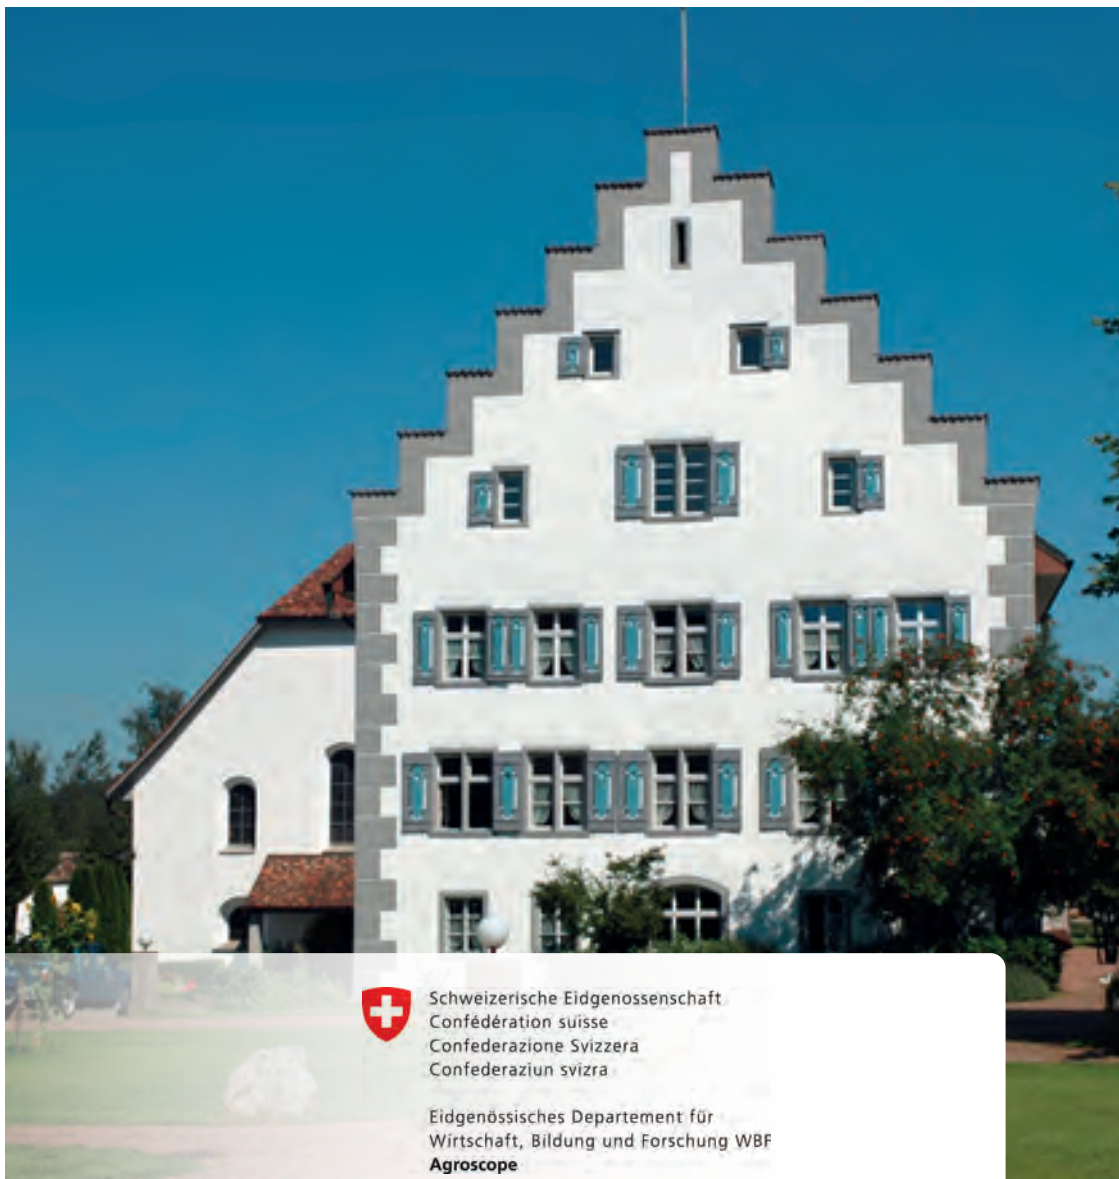 Schweizerische Eidgenossenschaft
Confédération suisse
Confederazione Svizzera
Confederaziun svizra
Eidgenössisches Departement für
Wirtschaft, Bildung und Forschung WBF
Agroscope